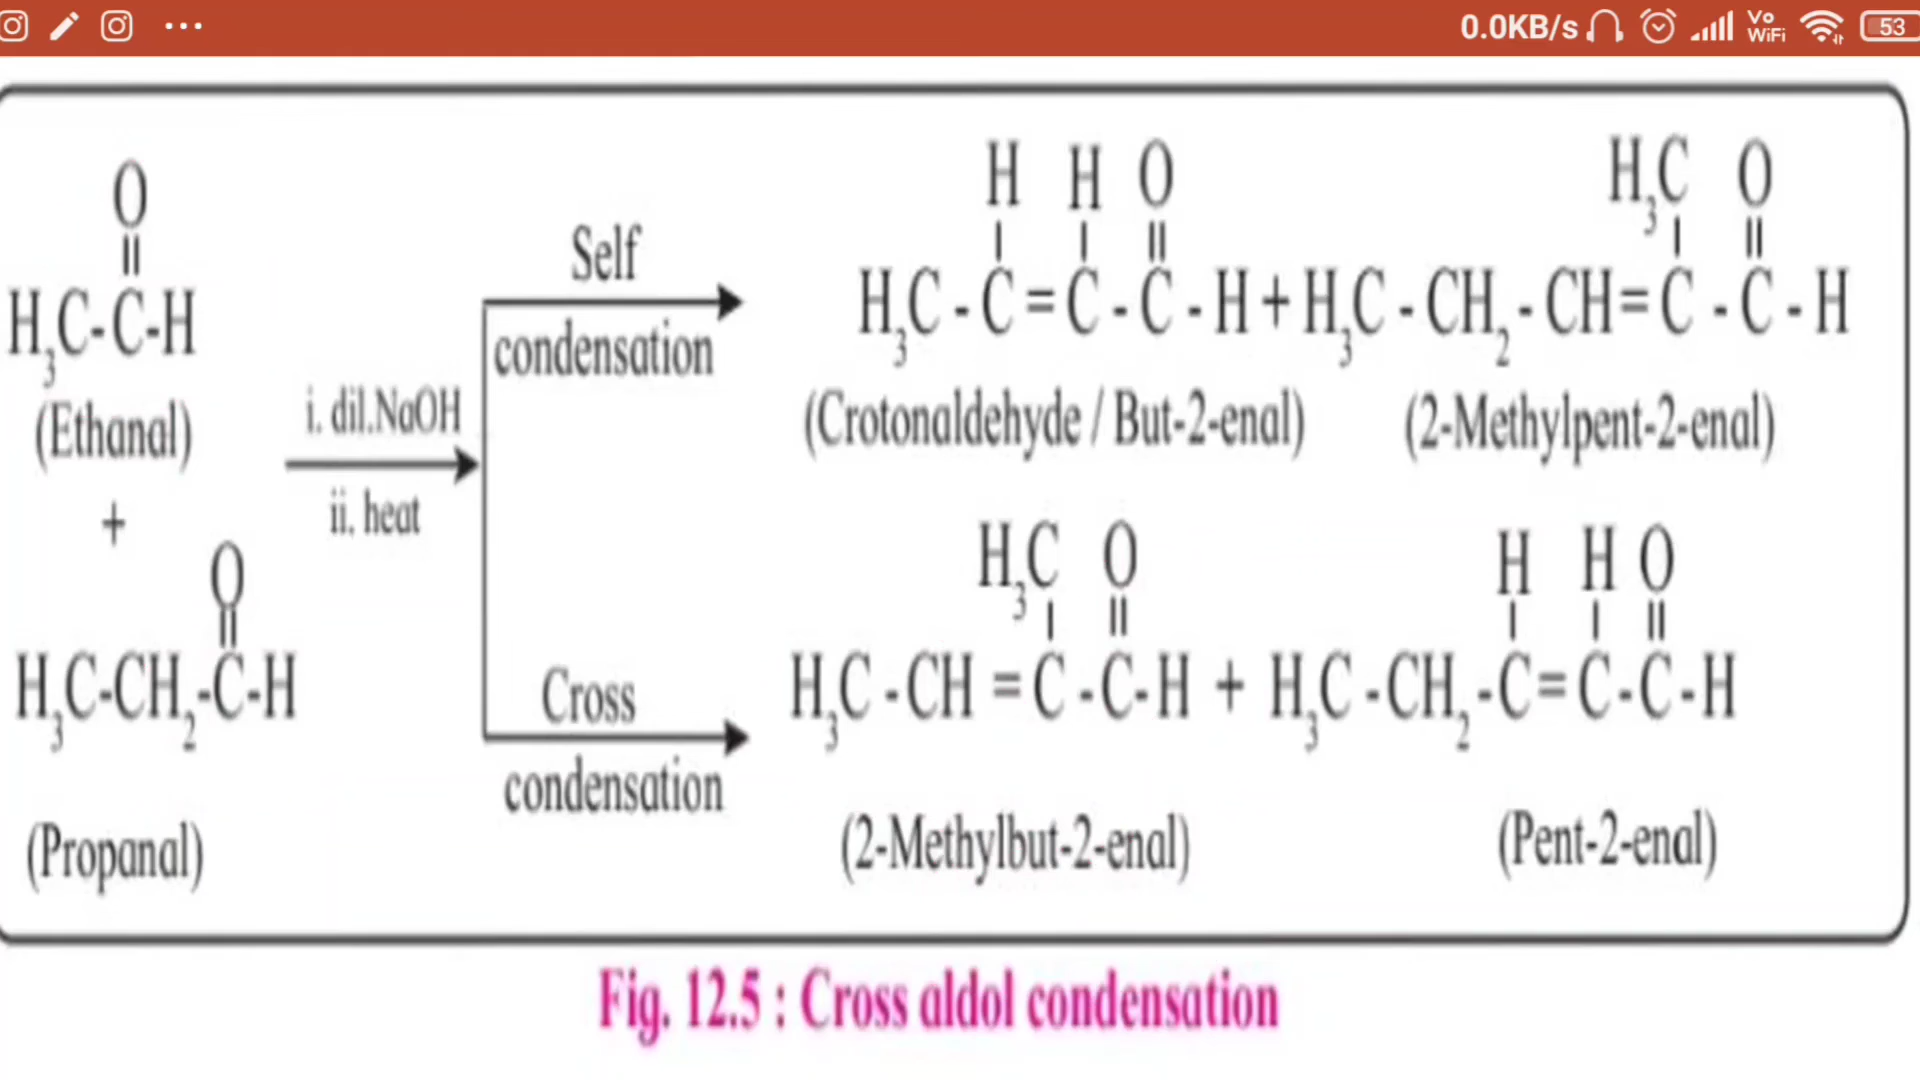 0.0KB/s Vo WiFi 53
O
H₃C-C-H
(Ethanal)
+
O
H₃C-CH₂-C-H
(Propanal)
i. dil.NaOH
ii. heat
Self
condensation
H H O
H₃C - C = C - C - H + H₃C - CH₂ - CH = C - C - H
H₃C O
(Crotonaldehyde / But-2-enal)
(2-Methylpent-2-enal)
Cross
condensation
H₃C O
H₃C - CH = C - C - H + H₃C - CH₂ - C = C - C - H
H H O
(2-Methylbut-2-enal)
(Pent-2-enal)
Fig. 12.5 : Cross aldol condensation